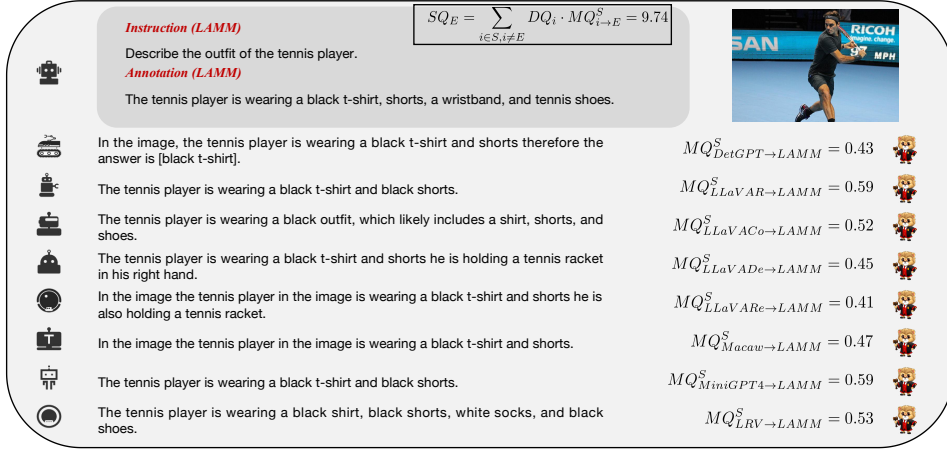 Instruction (LAMM)
SQ_E = \sum_{i \in S, i \neq E} DQ_i \cdot MQ^S_{i \to E} = 9.74
Describe the outfit of the tennis player.
Annotation (LAMM)
The tennis player is wearing a black t-shirt, shorts, a wristband, and tennis shoes.
SAN
RICOH
imagine. change.
97 MPH
In the image, the tennis player is wearing a black t-shirt and shorts therefore the
answer is [black t-shirt].
MQ^S_{DetGPT→LAMM} = 0.43
The tennis player is wearing a black t-shirt and black shorts.
MQ^S_{LLaVAR→LAMM} = 0.59
The tennis player is wearing a black outfit, which likely includes a shirt, shorts, and
shoes.
MQ^S_{LLaVACo→LAMM} = 0.52
The tennis player is wearing a black t-shirt and shorts he is holding a tennis racket
in his right hand.
MQ^S_{LLaVADe→LAMM} = 0.45
In the image the tennis player in the image is wearing a black t-shirt and shorts he is
also holding a tennis racket.
MQ^S_{LLaVARe→LAMM} = 0.41
T
In the image the tennis player in the image is wearing a black t-shirt and shorts.
MQ^S_{Macaw→LAMM} = 0.47
The tennis player is wearing a black t-shirt and black shorts.
MQ^S_{MiniGPT4→LAMM} = 0.59
The tennis player is wearing a black shirt, black shorts, white socks, and black
shoes.
MQ^S_{LRV→LAMM} = 0.53